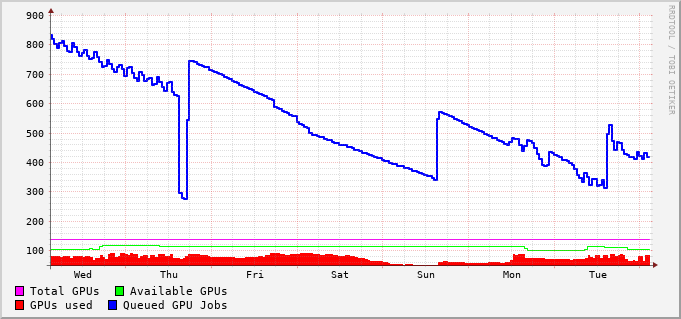 900
800
700
600
500
400
300
200
100
Wed Thu Fri Sat Sun Mon Tue
Total GPUs Available GPUs
GPUs used Queued GPU Jobs
RRDTOOL / TOBI OETIKER